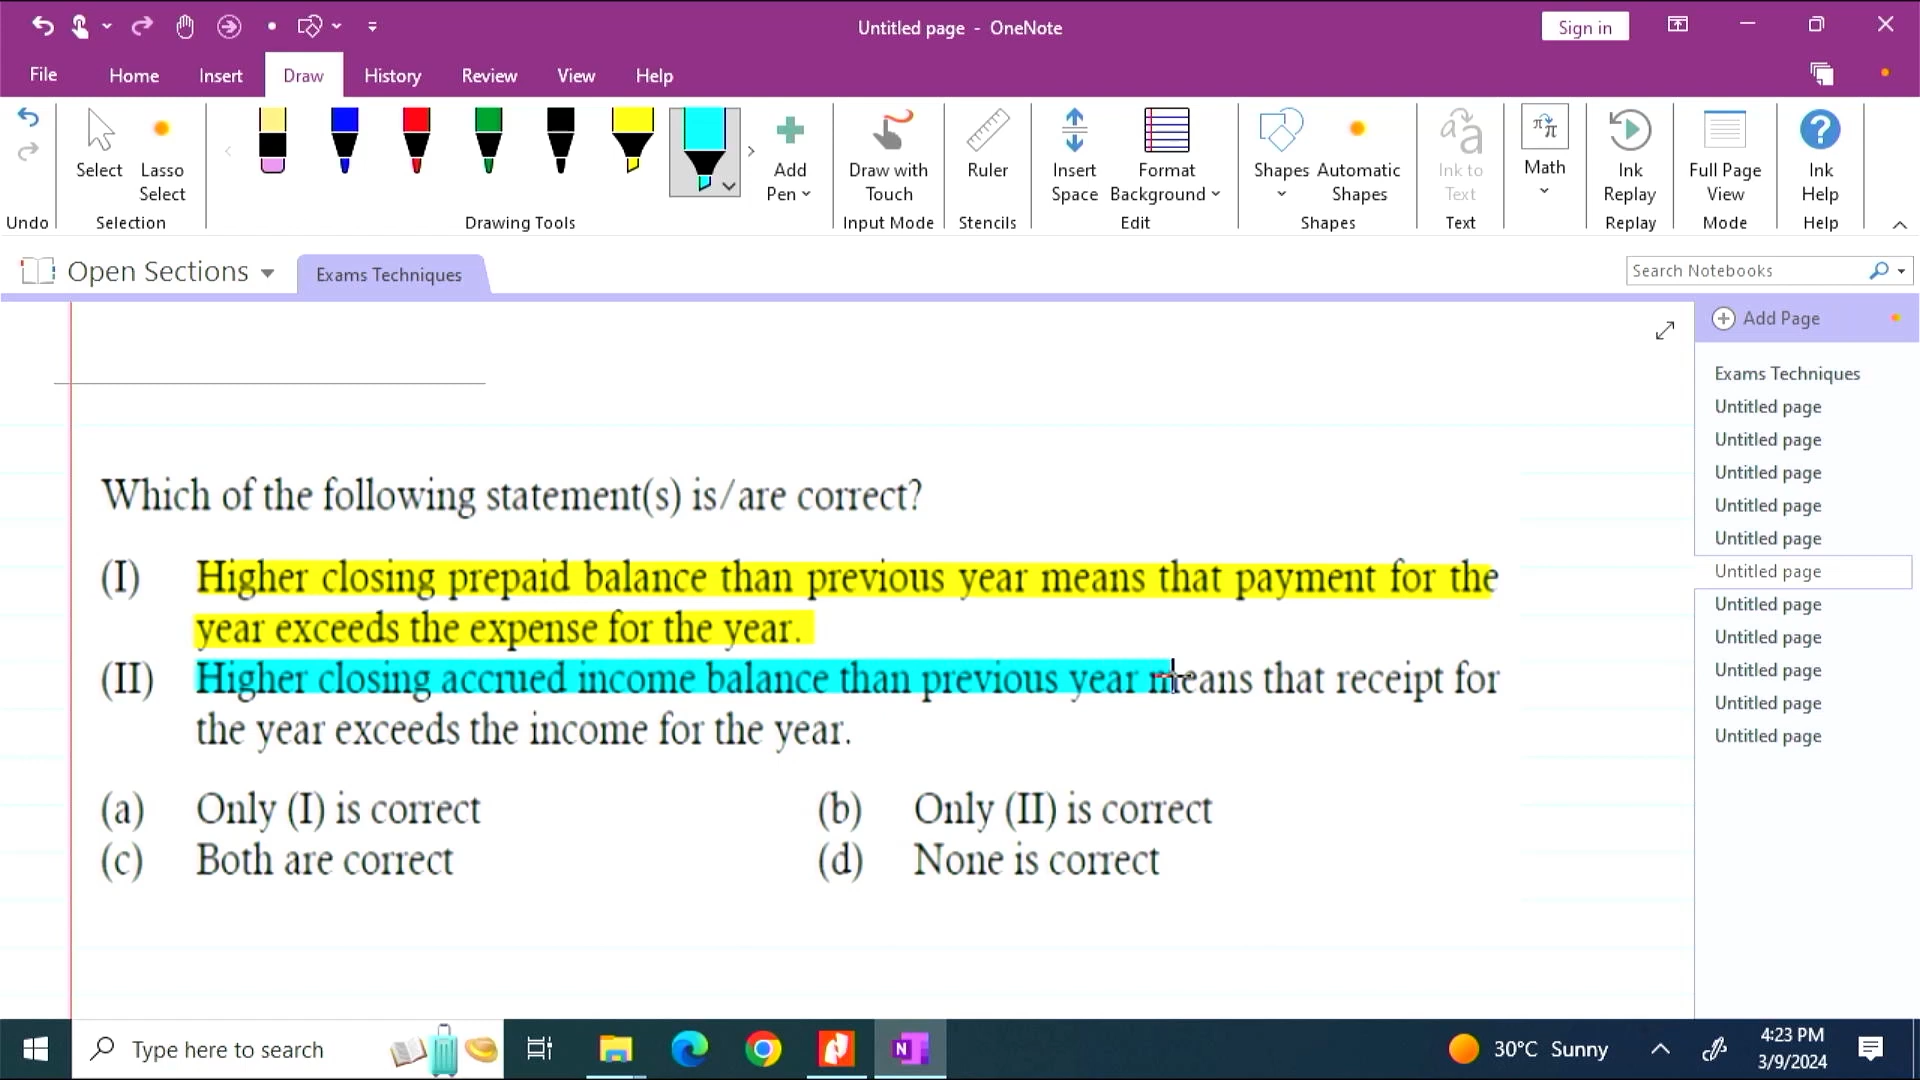 Untitled page - OneNote
Sign in
File Home Insert Draw History Review View Help
Select
Lasso Select
Add Pen
Draw with Touch
Ruler
Insert Space
Format Background
Shapes
Automatic Shapes
Ink to Text
Math
Ink Replay
Full Page View
Ink Help
Undo Selection Drawing Tools Input Mode Stencils Edit Shapes Text Replay Mode Help
Open Sections Exams Techniques Search Notebooks
Add Page
Exams Techniques
Untitled page
Untitled page
Untitled page
Untitled page
Untitled page
Untitled page
Untitled page
Untitled page
Untitled page
Untitled page
Untitled page
Which of the following statement(s) is/are correct?
(I) Higher closing prepaid balance than previous year means that payment for the
year exceeds the expense for the year.
(II) Higher closing accrued income balance than previous year means that receipt for
the year exceeds the income for the year.
(a) Only (I) is correct (b) Only (II) is correct
(c) Both are correct (d) None is correct
Type here to search
N
30°C Sunny
4:23 PM
3/9/2024